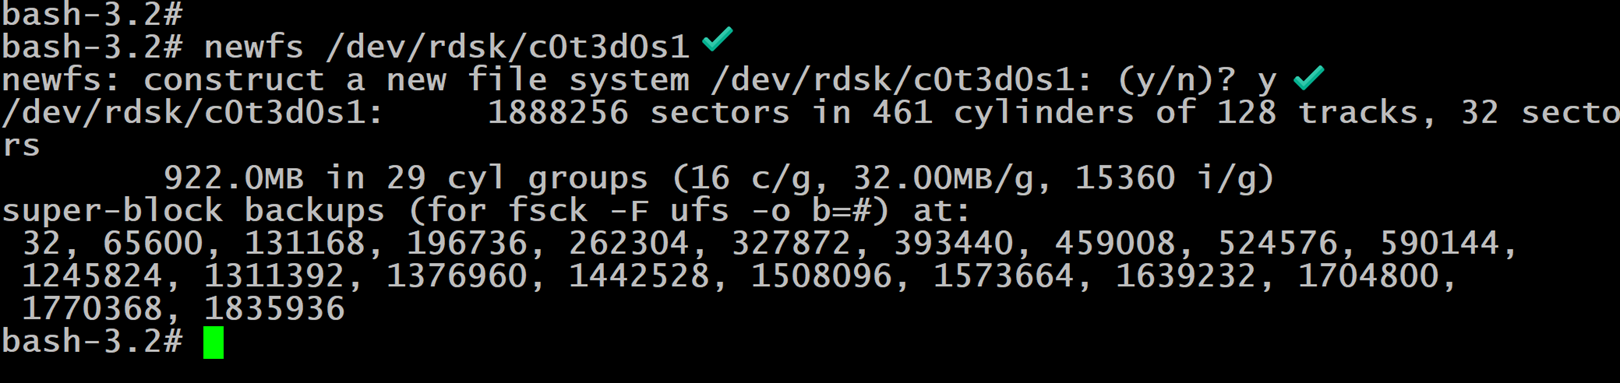 bash-3.2#
bash-3.2# newfs /dev/rdsk/c0t3d0s1
newfs: construct a new file system /dev/rdsk/c0t3d0s1: (y/n)? y
/dev/rdsk/c0t3d0s1:     1888256 sectors in 461 cylinders of 128 tracks, 32 secto
rs
        922.0MB in 29 cyl groups (16 c/g, 32.00MB/g, 15360 i/g)
super-block backups (for fsck -F ufs -o b=#) at:
 32, 65600, 131168, 196736, 262304, 327872, 393440, 459008, 524576, 590144,
 1245824, 1311392, 1376960, 1442528, 1508096, 1573664, 1639232, 1704800,
 1770368, 1835936
bash-3.2#